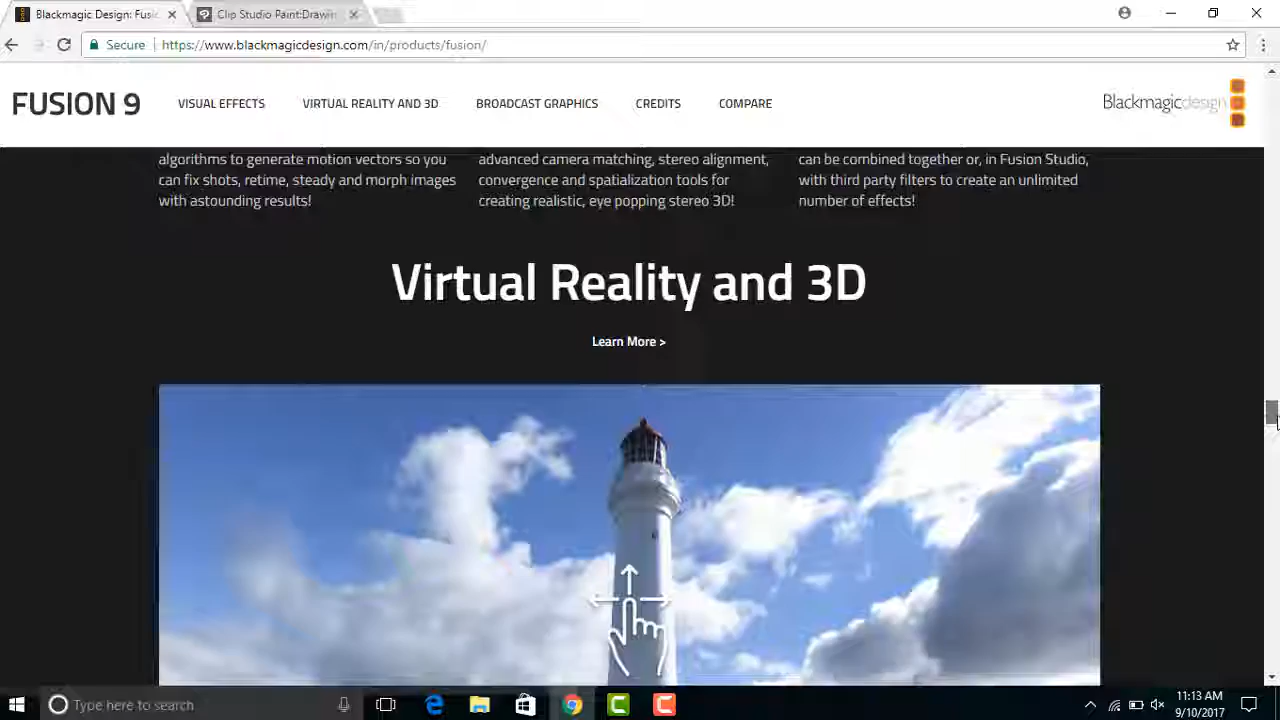 Blackmagic Design: Fusi
Clip Studio Paint:Drawin
Secure
https://www.blackmagicdesign.com/in/products/fusion/
FUSION 9
VISUAL EFFECTS
VIRTUAL REALITY AND 3D
BROADCAST GRAPHICS
CREDITS
COMPARE
Blackmagicdesign
algorithms to generate motion vectors so you
can fix shots, retime, steady and morph images
with astounding results!
advanced camera matching, stereo alignment,
convergence and spatialization tools for
creating realistic, eye popping stereo 3D!
can be combined together or, in Fusion Studio,
with third party filters to create an unlimited
number of effects!
Virtual Reality and 3D
Learn More >
Type here to search
11:13 AM
9/10/2017